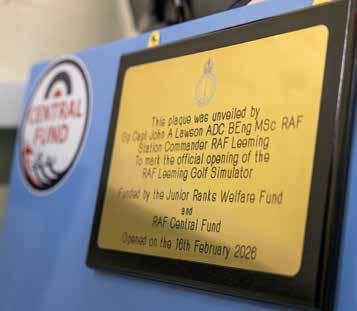 CENTRAL
FUND
This plaque was unveiled by
Gp Capt John A Lawson ADC BEng MSc RAF
Station Commander RAF Leeming
To mark the official opening of the
RAF Leeming Golf Simulator
Funded by the Junior Ranks Welfare Fund
and
RAF Central Fund
Opened on the 16th February 2026